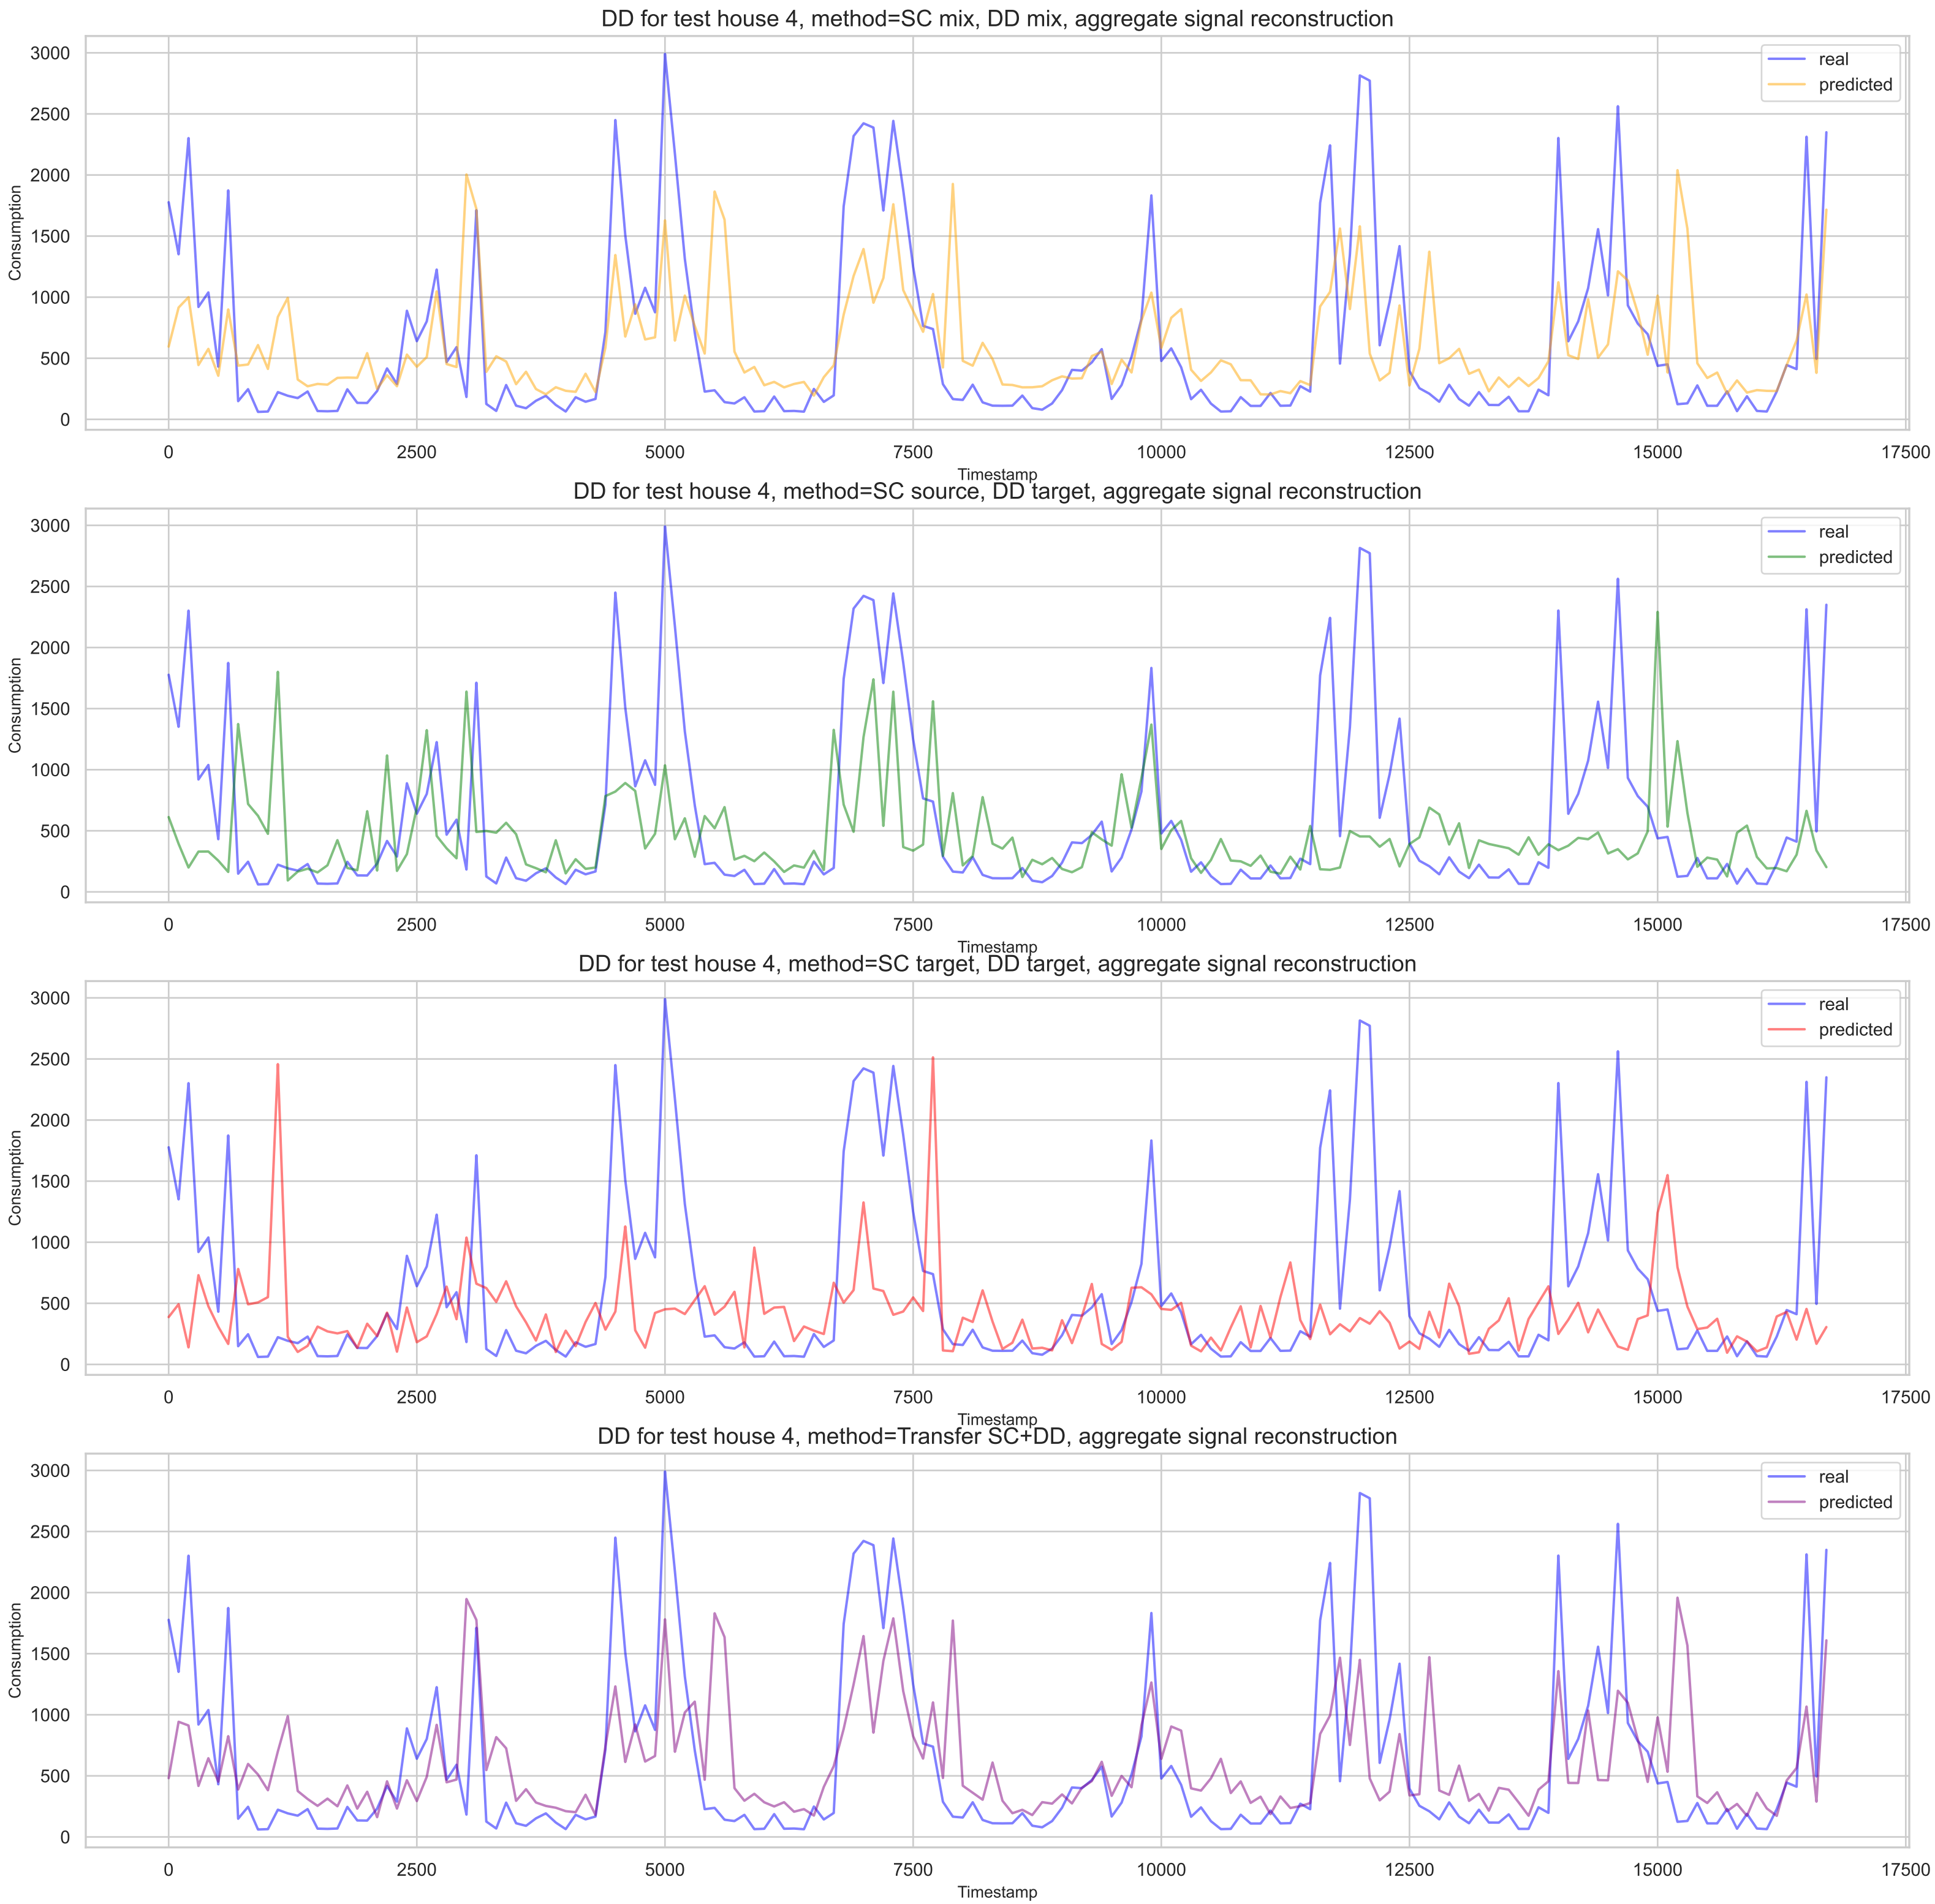 DD for test house 4, method=SC mix, DD mix, aggregate signal reconstruction
3000
2500
2000
1500
1000
500
0
Consumption
real
predicted
0 2500 5000 7500 10000 12500 15000 17500
Timestamp
DD for test house 4, method=SC source, DD target, aggregate signal reconstruction
3000
2500
2000
1500
1000
500
0
Consumption
real
predicted
0 2500 5000 7500 10000 12500 15000 17500
Timestamp
DD for test house 4, method=SC target, DD target, aggregate signal reconstruction
3000
2500
2000
1500
1000
500
0
Consumption
real
predicted
0 2500 5000 7500 10000 12500 15000 17500
Timestamp
DD for test house 4, method=Transfer SC+DD, aggregate signal reconstruction
3000
2500
2000
1500
1000
500
0
Consumption
real
predicted
0 2500 5000 7500 10000 12500 15000 17500
Timestamp